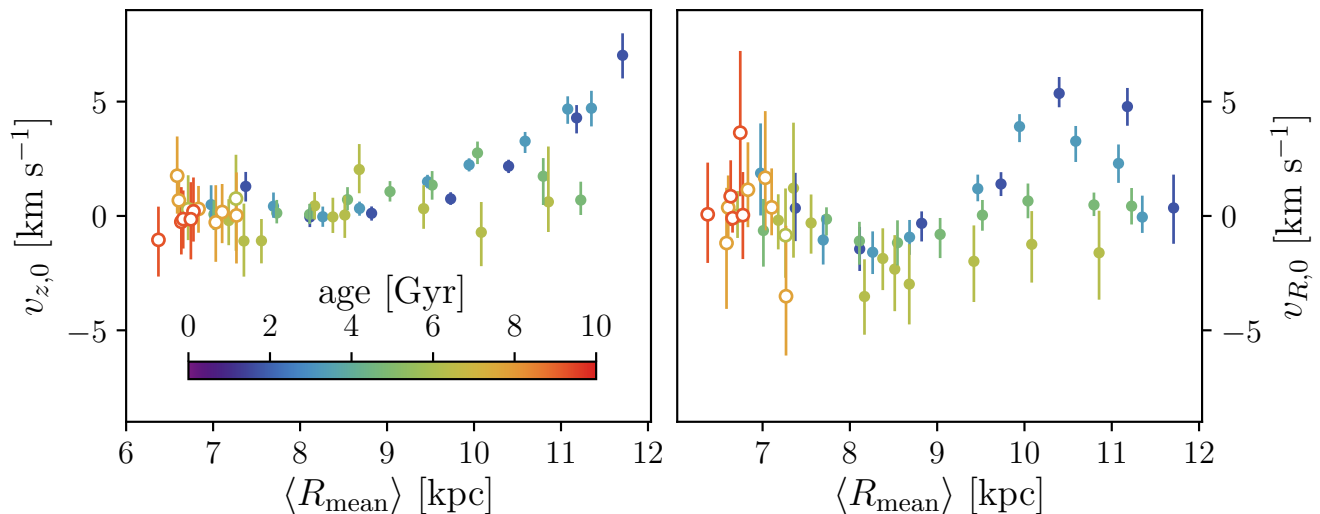 5
0
−5
v_{z,0} [km s⁻¹]
age [Gyr]
0 2 4 6 8 10
6 7 8 9 10 11 12
⟨R_mean⟩ [kpc]
5
0
−5
v_{R,0} [km s⁻¹]
7 8 9 10 11 12
⟨R_mean⟩ [kpc]